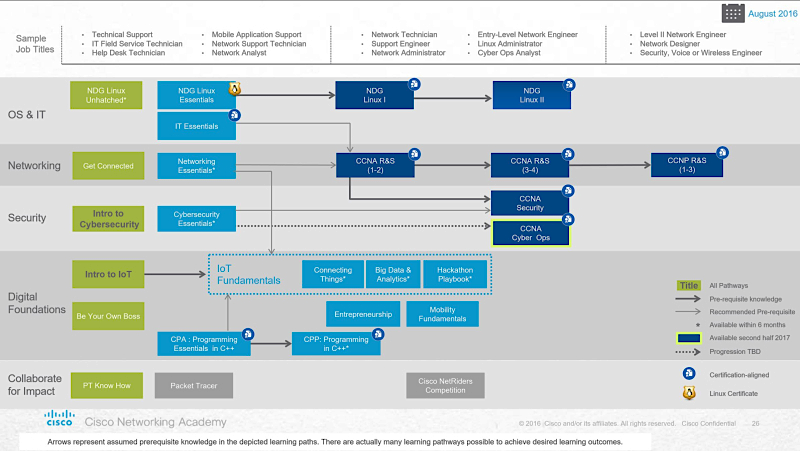 August 2016
Sample
Job Titles
• Technical Support
• IT Field Service Technician
• Help Desk Technician
• Mobile Application Support
• Network Support Technician
• Network Analyst
• Network Technician
• Support Engineer
• Network Administrator
• Entry-Level Network Engineer
• Linux Administrator
• Cyber Ops Analyst
• Level II Network Engineer
• Network Designer
• Security, Voice or Wireless Engineer
OS & IT
NDG Linux
Unhatched*
NDG Linux
Essentials
NDG
Linux I
NDG
Linux II
IT Essentials
Networking
Get Connected
Networking
Essentials*
CCNA R&S
(1-2)
CCNA R&S
(3-4)
CCNP R&S
(1-3)
Security
Intro to
Cybersecurity
Cybersecurity
Essentials*
CCNA
Security
CCNA
Cyber Ops
Digital
Foundations
Intro to IoT
IoT
Fundamentals
Connecting
Things*
Big Data &
Analytics*
Hackathon
Playbook*
Be Your Own Boss
Entrepreneurship
Mobility
Fundamentals
CPA : Programming
Essentials in C++
CPP: Programming
in C++*
Title All Pathways
Pre-requisite knowledge
Recommended Pre-requisite
* Available within 6 months
Available second half 2017
Progression TBD
Certification-aligned
Linux Certificate
Collaborate
for Impact
PT Know How
Packet Tracer
Cisco NetRiders
Competition
CISCO Cisco Networking Academy
© 2016 Cisco and/or its affiliates. All rights reserved. Cisco Confidential 26
Arrows represent assumed prerequisite knowledge in the depicted learning paths. There are actually many learning pathways possible to achieve desired learning outcomes.